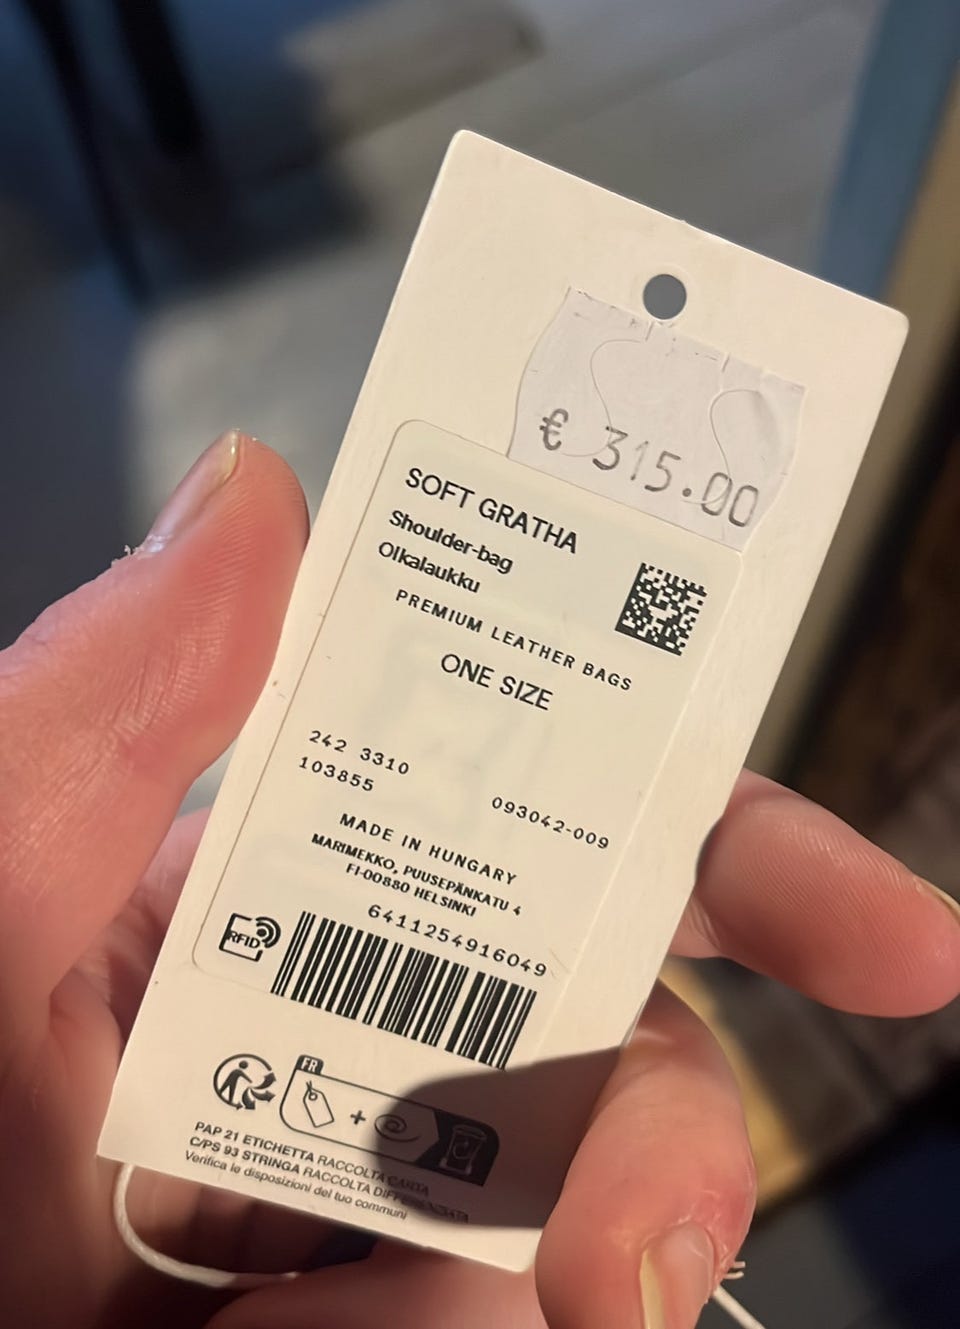 € 315.00
SOFT GRATHA
Shoulder-bag
Olkalaukku
PREMIUM LEATHER BAGS
ONE SIZE
242 3310
103855
093042-009
MADE IN HUNGARY
MARIMEKKO, PUUSEPÄNKATU 4
FI-00880 HELSINKI
6411254916049
RFID
FR
+
PAP 21 ETICHETTA RACCOLTA CARTA
C/PS 93 STRINGA RACCOLTA DIFFERENZIATA
Verifica le disposizioni del tuo communi